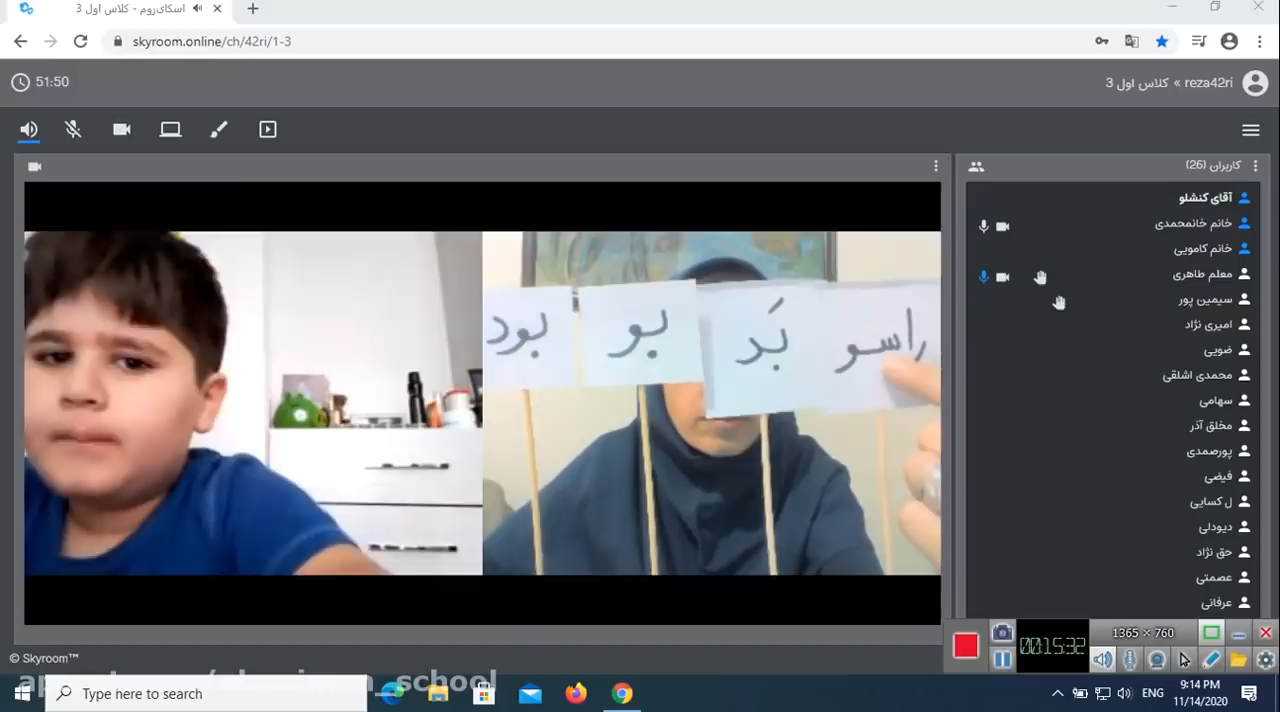 اسکای‌روم - کلاس اول 3
skyroom.online/ch/42ri/1-3
51:50
reza42ri » کلاس اول 3
کاربران (26)
آقای کنشلو
خانم خانمحمدی
خانم کامویی
معلم طاهری
سیمین پور
امیری نژاد
ضویی
محمدی اشلقی
سهامی
مخلق آذر
پورصمدی
فیضی
ل کسایی
دیودلی
حق نژاد
عصمتی
عرفانی
راسو بَر بو بود
1365 × 760
00:15:32
© Skyroom™
_school
Type here to search
ENG
9:14 PM
11/14/2020